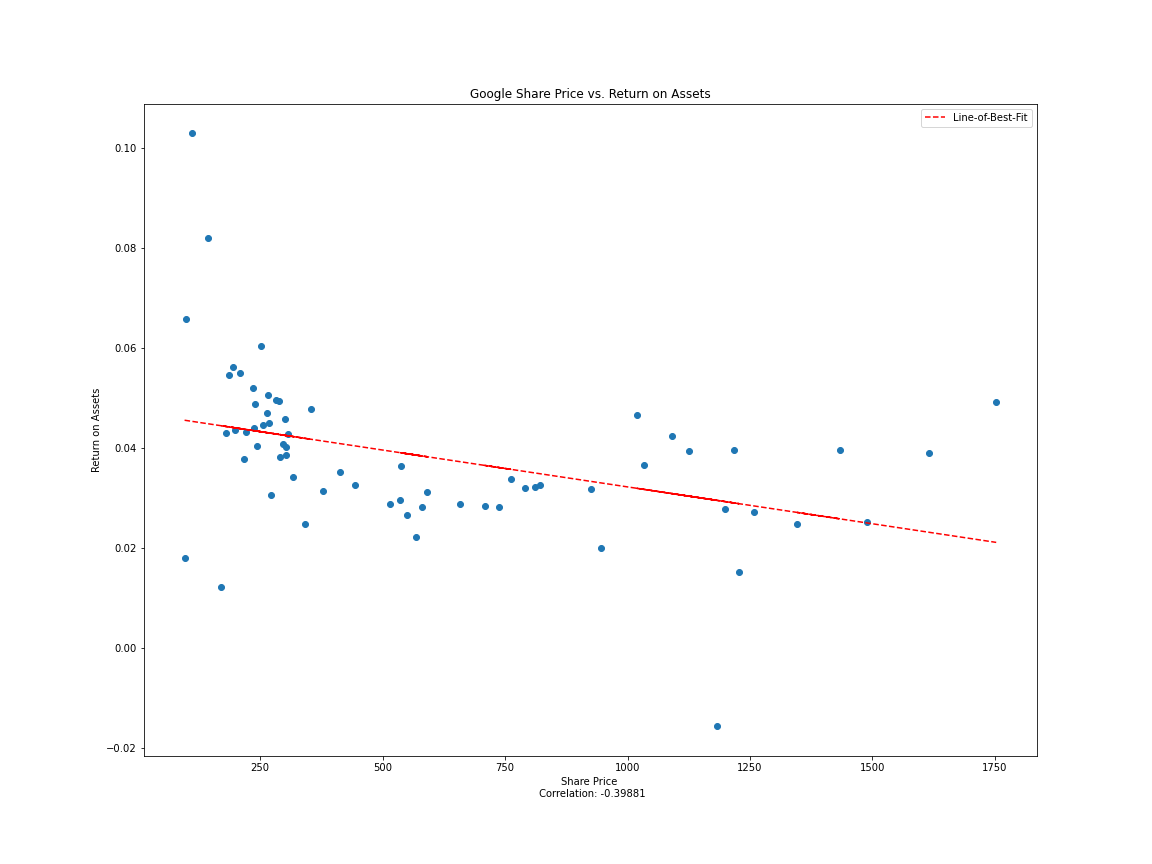 Google Share Price vs. Return on Assets
Line-of-Best-Fit
Return on Assets
0.10
0.08
0.06
0.04
0.02
0.00
−0.02
250 500 750 1000 1250 1500 1750
Share Price
Correlation: -0.39881